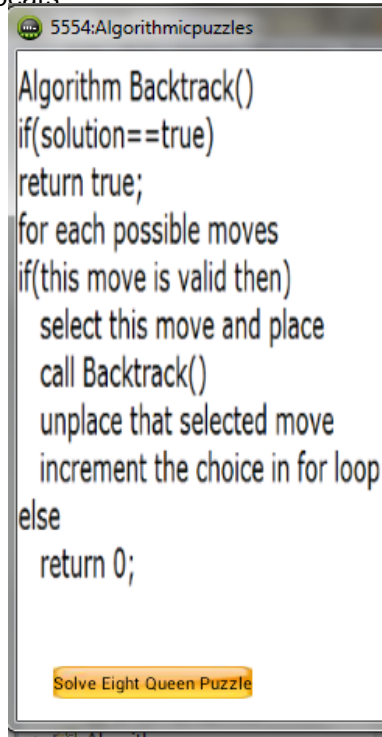 5554:Algorithmicpuzzles
Algorithm Backtrack()
if(solution==true)
return true;
for each possible moves
if(this move is valid then)
select this move and place
call Backtrack()
unplace that selected move
increment the choice in for loop
else
return 0;
Solve Eight Queen Puzzle